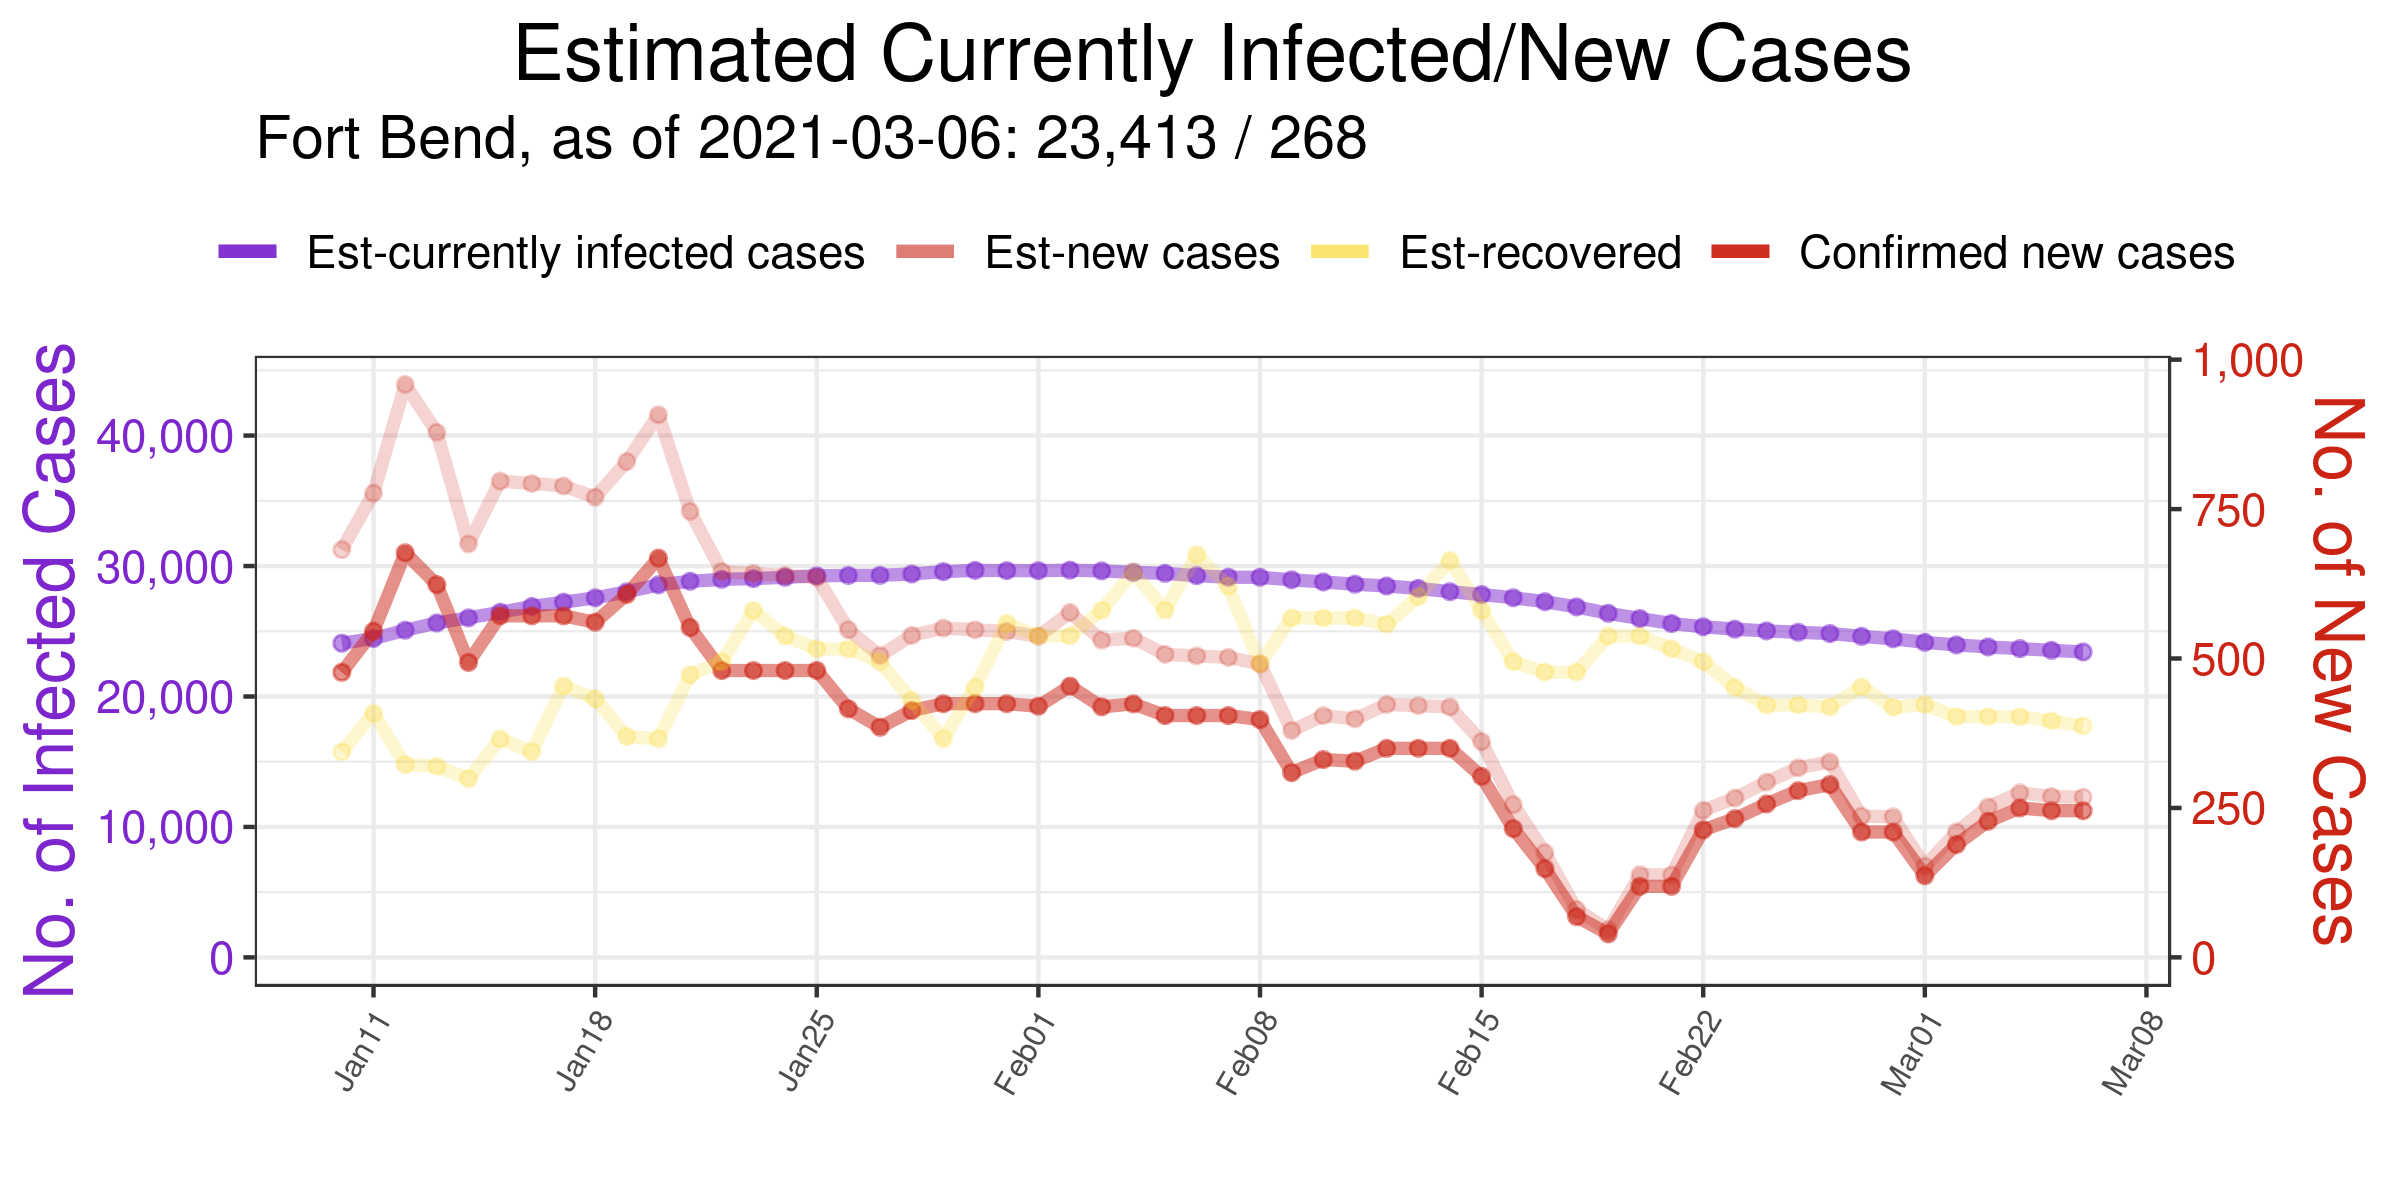 Estimated Currently Infected/New Cases
Fort Bend, as of 2021-03-06: 23,413 / 268
Est-currently infected cases Est-new cases Est-recovered Confirmed new cases
No. of Infected Cases
40,000
30,000
20,000
10,000
0
1,000
750
500
250
0
No. of New Cases
Jan11 Jan18 Jan25 Feb01 Feb08 Feb15 Feb22 Mar01 Mar08